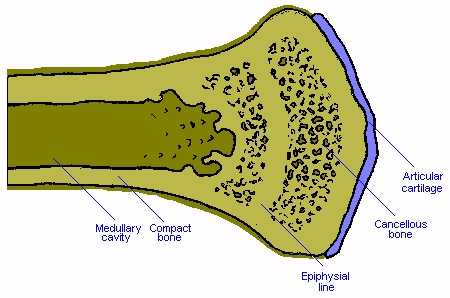 Medullary
cavity
Compact
bone
Epiphysial
line
Cancellous
bone
Articular
cartilage